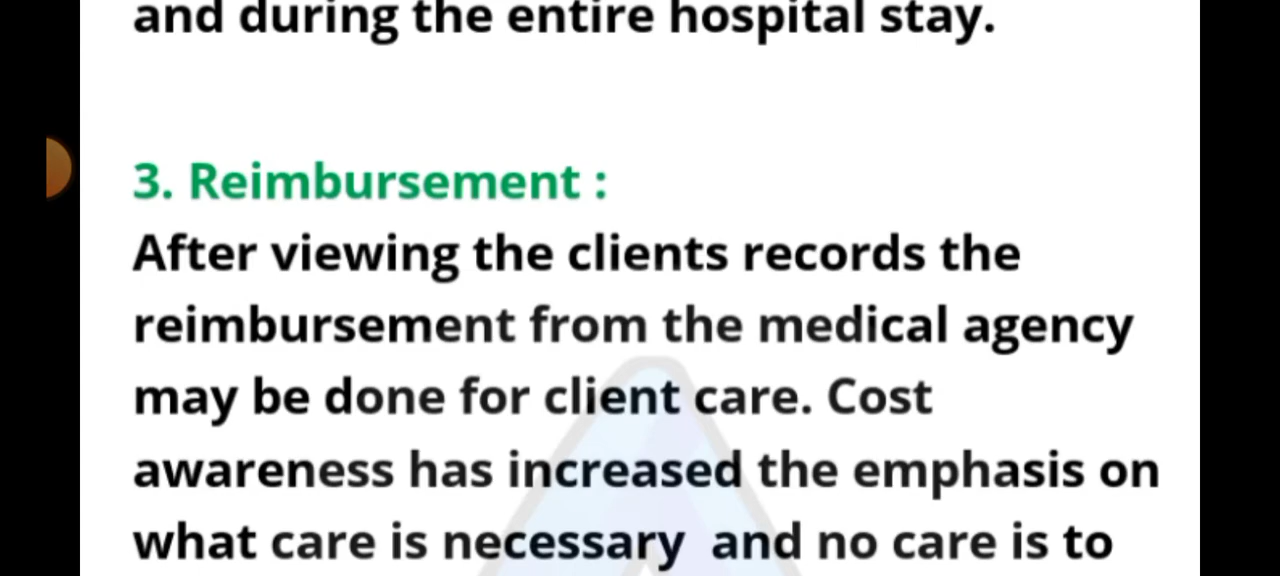 and during the entire hospital stay.
3. Reimbursement :
After viewing the clients records the
reimbursement from the medical agency
may be done for client care. Cost
awareness has increased the emphasis on
what care is necessary and no care is to